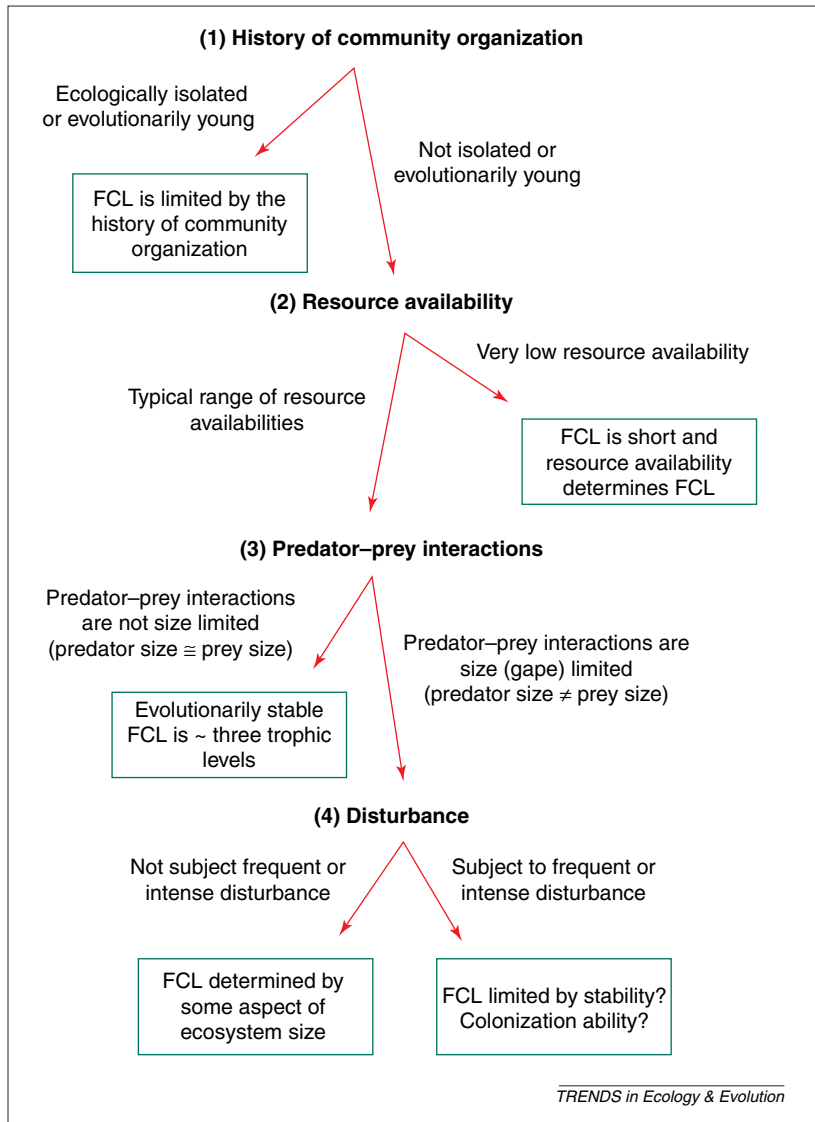 (1) History of community organization
Ecologically isolated
or evolutionarily young
Not isolated or
evolutionarily young
FCL is limited by the
history of community
organization
(2) Resource availability
Very low resource availability
Typical range of resource
availabilities
FCL is short and
resource availability
determines FCL
(3) Predator–prey interactions
Predator–prey interactions
are not size limited
(predator size ≅ prey size)
Predator–prey interactions are
size (gape) limited
(predator size ≠ prey size)
Evolutionarily stable
FCL is ~ three trophic
levels
(4) Disturbance
Not subject frequent or
intense disturbance
Subject to frequent or
intense disturbance
FCL determined by
some aspect of
ecosystem size
FCL limited by stability?
Colonization ability?
TRENDS in Ecology & Evolution